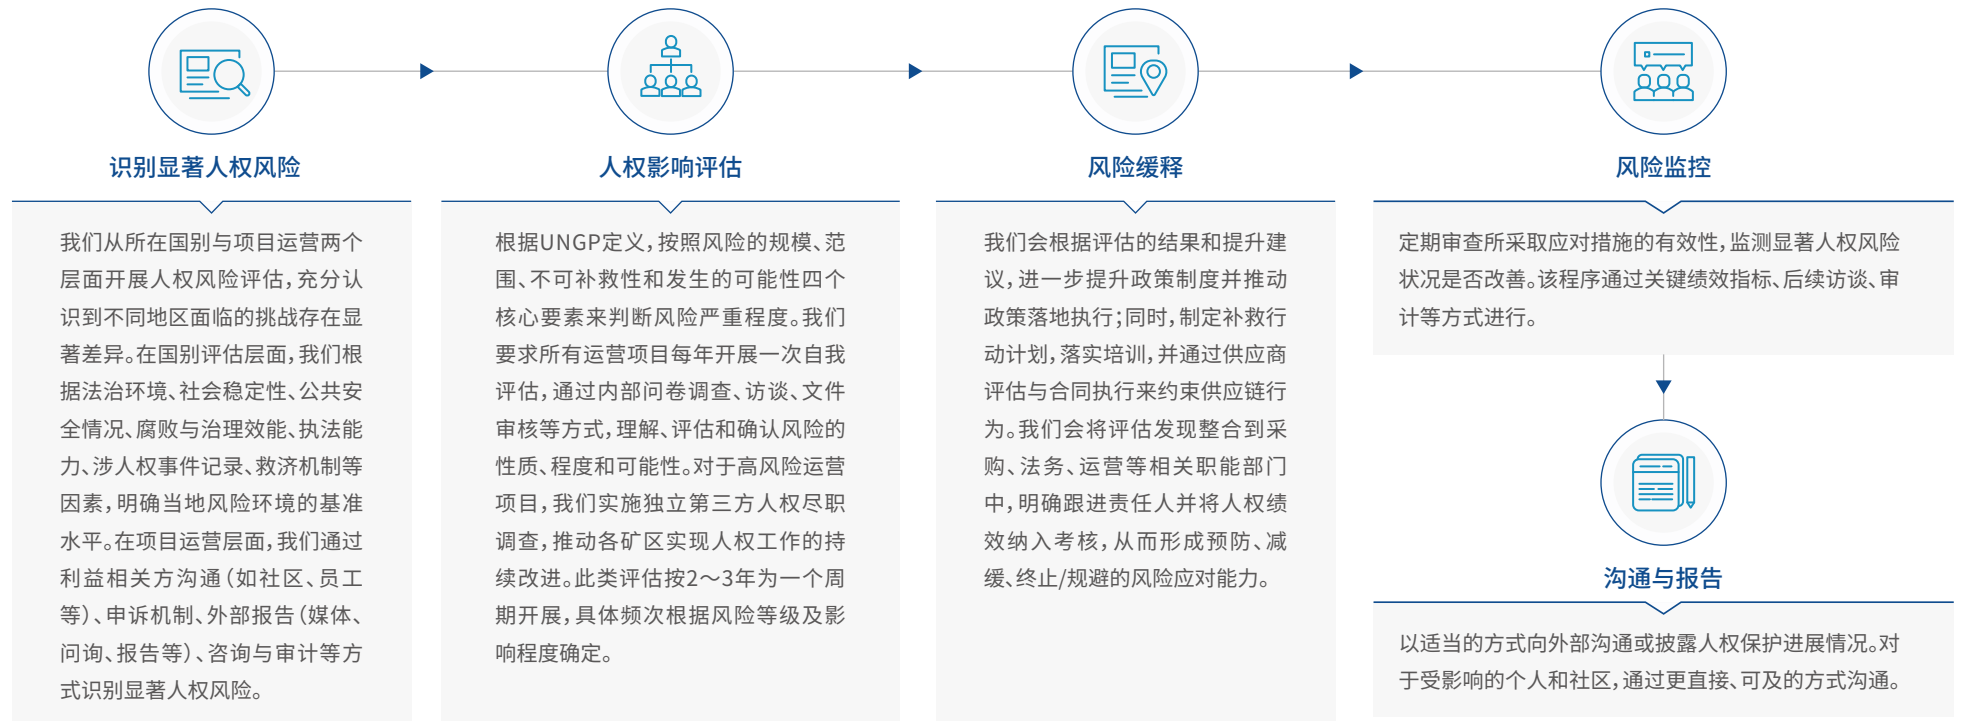 识别显著人权风险
我们从所在国别与项目运营两个
层面开展人权风险评估，充分认
识到不同地区面临的挑战存在显
著差异。在国别评估层面，我们根
据法治环境、社会稳定性、公共安
全情况、腐败与治理效能、执法能
力、涉人权事件记录、救济机制等
因素，明确当地风险环境的基准
水平。在项目运营层面，我们通过
利益相关方沟通（如社区、员工
等）、申诉机制、外部报告（媒体、
问询、报告等）、咨询与审计等方
式识别显著人权风险。
人权影响评估
根据UNGP定义，按照风险的规模、范
围、不可补救性和发生的可能性四个
核心要素来判断风险严重程度。我们
要求所有运营项目每年开展一次自我
评估，通过内部问卷调查、访谈、文件
审核等方式，理解、评估和确认风险的
性质、程度和可能性。对于高风险运营
项目，我们实施独立第三方人权尽职
调查，推动各矿区实现人权工作的持
续改进。此类评估按2～3年为一个周
期开展，具体频次根据风险等级及影
响程度确定。
风险缓释
我们会根据评估的结果和提升建
议，进一步提升政策制度并推动
政策落地执行；同时，制定补救行
动计划，落实培训，并通过供应商
评估与合同执行来约束供应链行
为。我们会将评估发现整合到采
购、法务、运营等相关职能部门
中，明确跟进责任人并将人权绩
效纳入考核，从而形成预防、减
缓、终止/规避的风险应对能力。
风险监控
定期审查所采取应对措施的有效性，监测显著人权风险
状况是否改善。该程序通过关键绩效指标、后续访谈、审
计等方式进行。
沟通与报告
以适当的方式向外部沟通或披露人权保护进展情况。对
于受影响的个人和社区，通过更直接、可及的方式沟通。